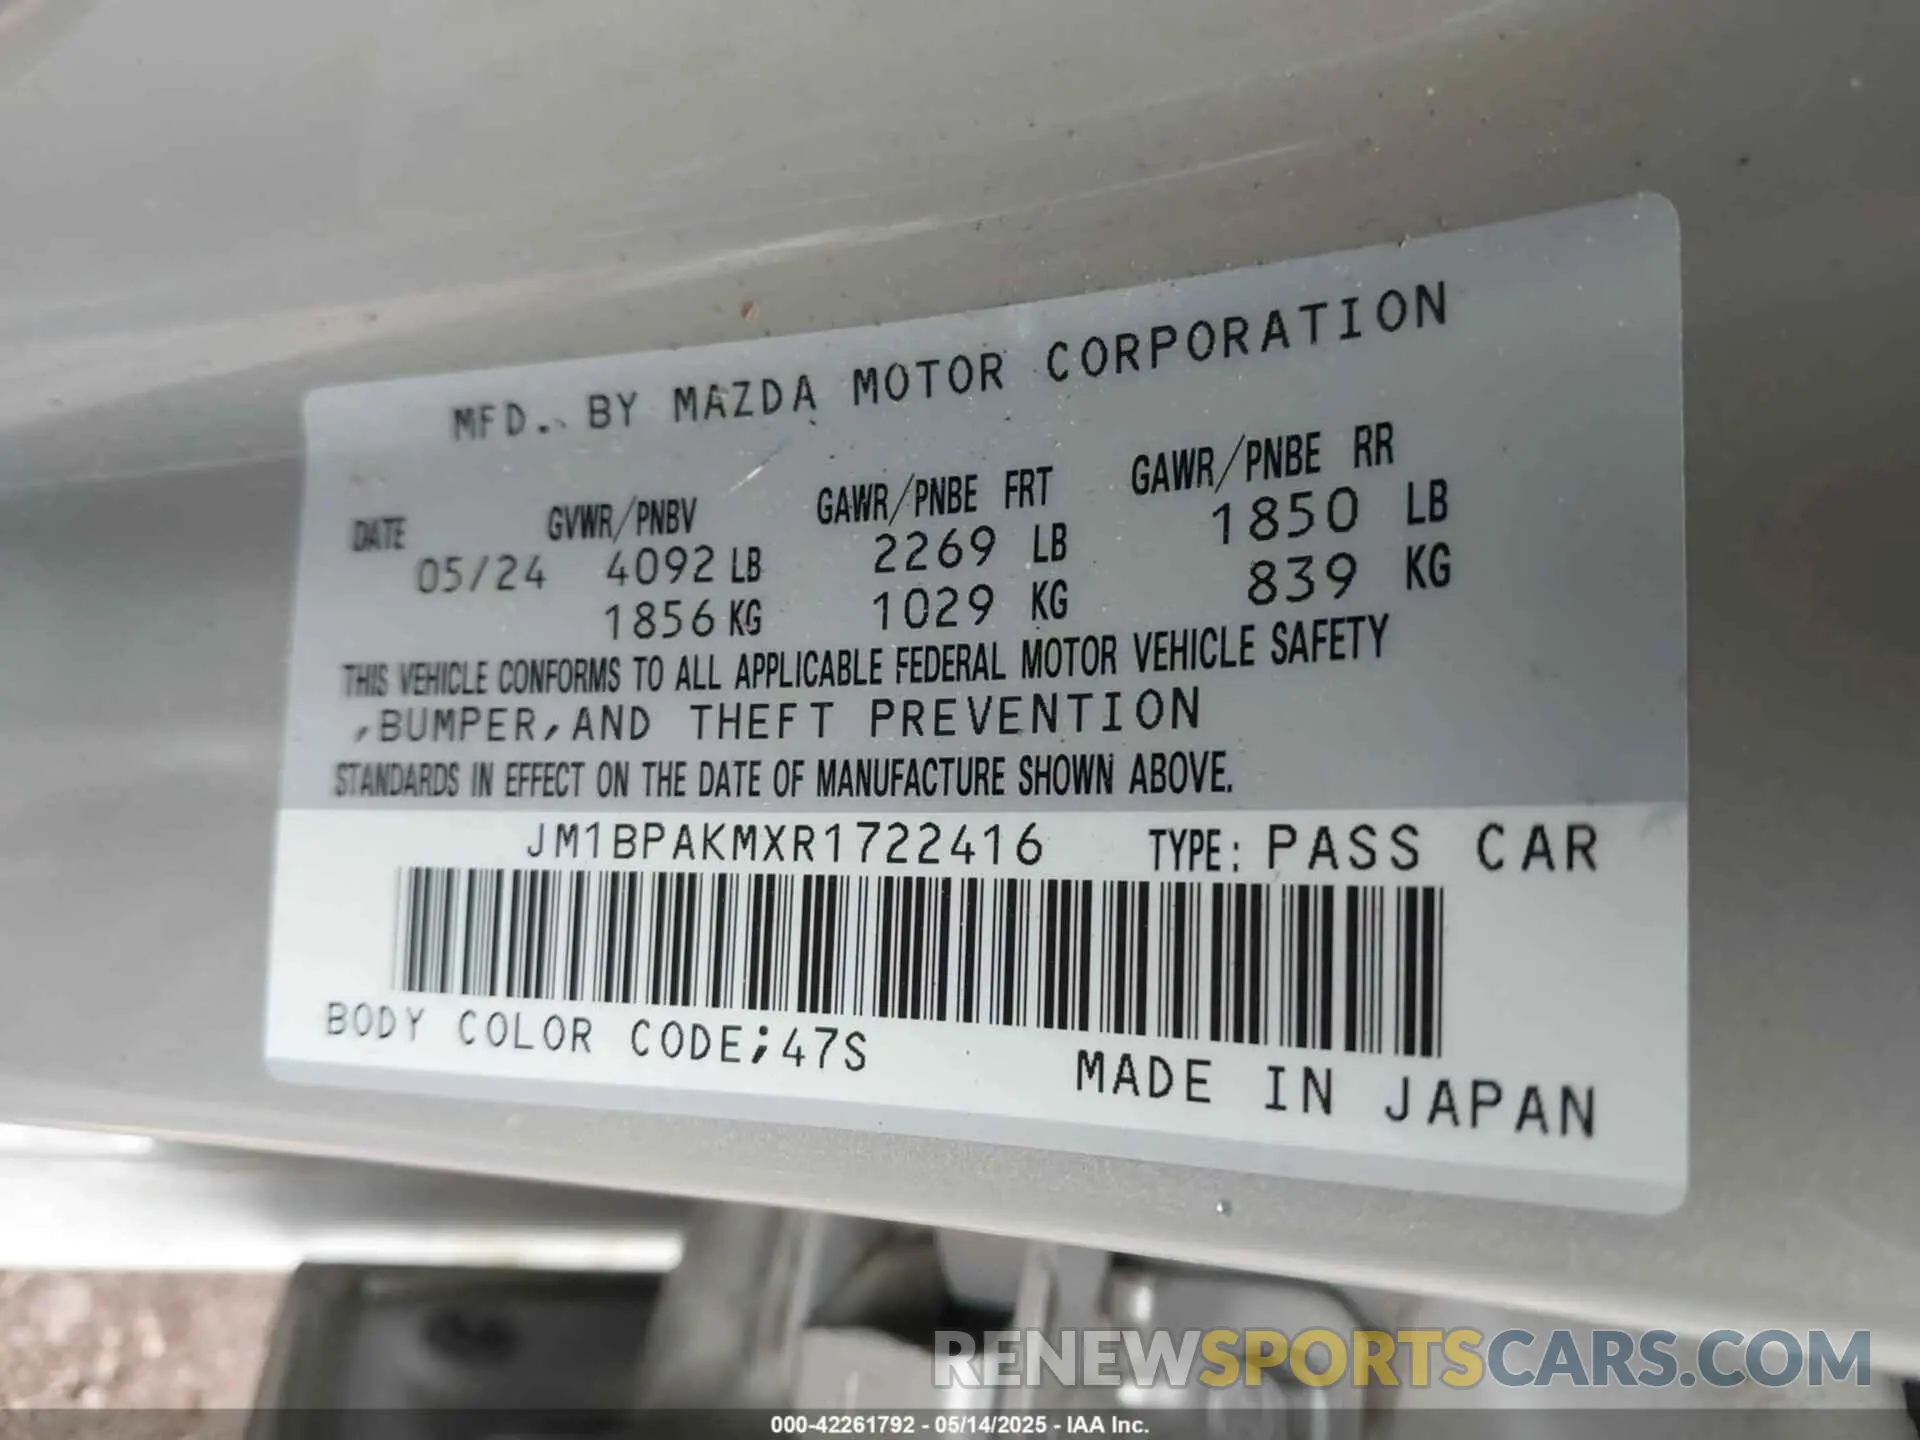 MFD. BY MAZDA MOTOR CORPORATION
DATE GVWR/PNBV GAWR/PNBE FRT GAWR/PNBE RR
05/24 4092 LB 2269 LB 1850 LB
1856 KG 1029 KG 839 KG
THIS VEHICLE CONFORMS TO ALL APPLICABLE FEDERAL MOTOR VEHICLE SAFETY
,BUMPER,AND THEFT PREVENTION
STANDARDS IN EFFECT ON THE DATE OF MANUFACTURE SHOWN ABOVE.
JM1BPAKMXR1722416 TYPE: PASS CAR
BODY COLOR CODE;47S
MADE IN JAPAN
RENEWSPORTSCARS.COM
000-42261792 - 05/14/2025 - IAA Inc.